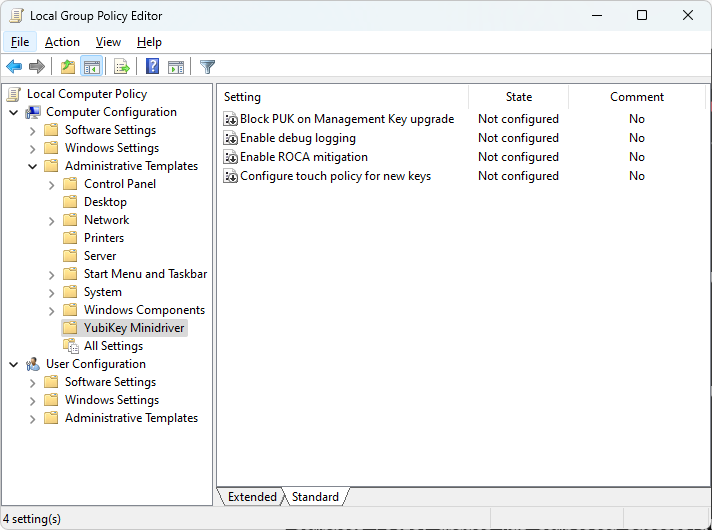 Local Group Policy Editor
File Action View Help
Local Computer Policy
Computer Configuration
Software Settings
Windows Settings
Administrative Templates
Control Panel
Desktop
Network
Printers
Server
Start Menu and Taskbar
System
Windows Components
YubiKey Minidriver
All Settings
User Configuration
Software Settings
Windows Settings
Administrative Templates
Setting State Comment
Block PUK on Management Key upgrade Not configured No
Enable debug logging Not configured No
Enable ROCA mitigation Not configured No
Configure touch policy for new keys Not configured No
Extended Standard
4 setting(s)